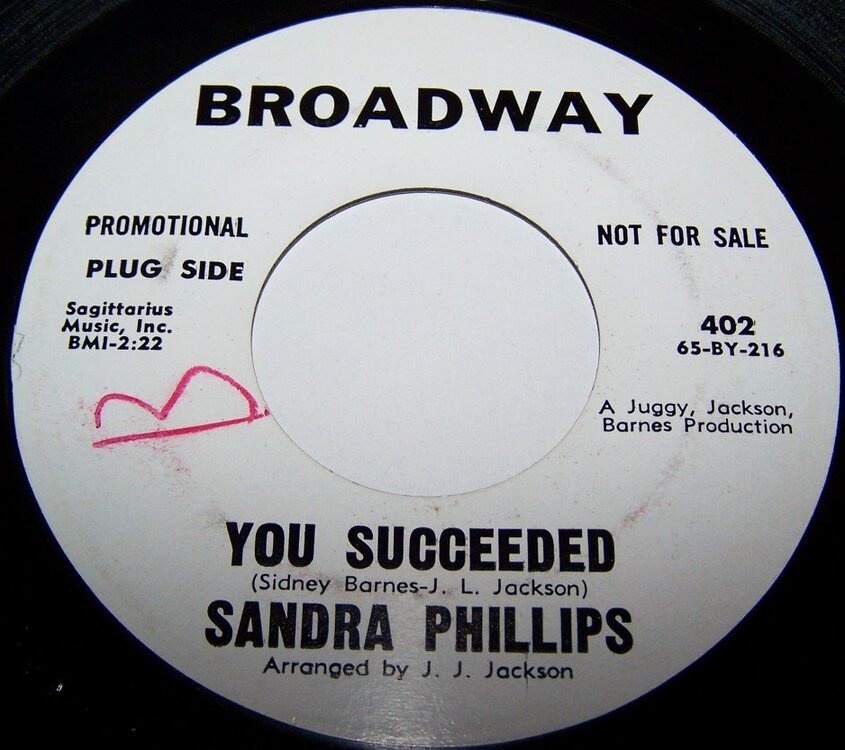 BROADWAY
PROMOTIONAL
PLUG SIDE
Sagittarius
Music, Inc.
BMI-2:22
NOT FOR SALE
402
65-BY-216
A Juggy, Jackson,
Barnes Production
B
YOU SUCCEEDED
(Sidney Barnes-J. L. Jackson)
SANDRA PHILLIPS
Arranged by J. J. Jackson